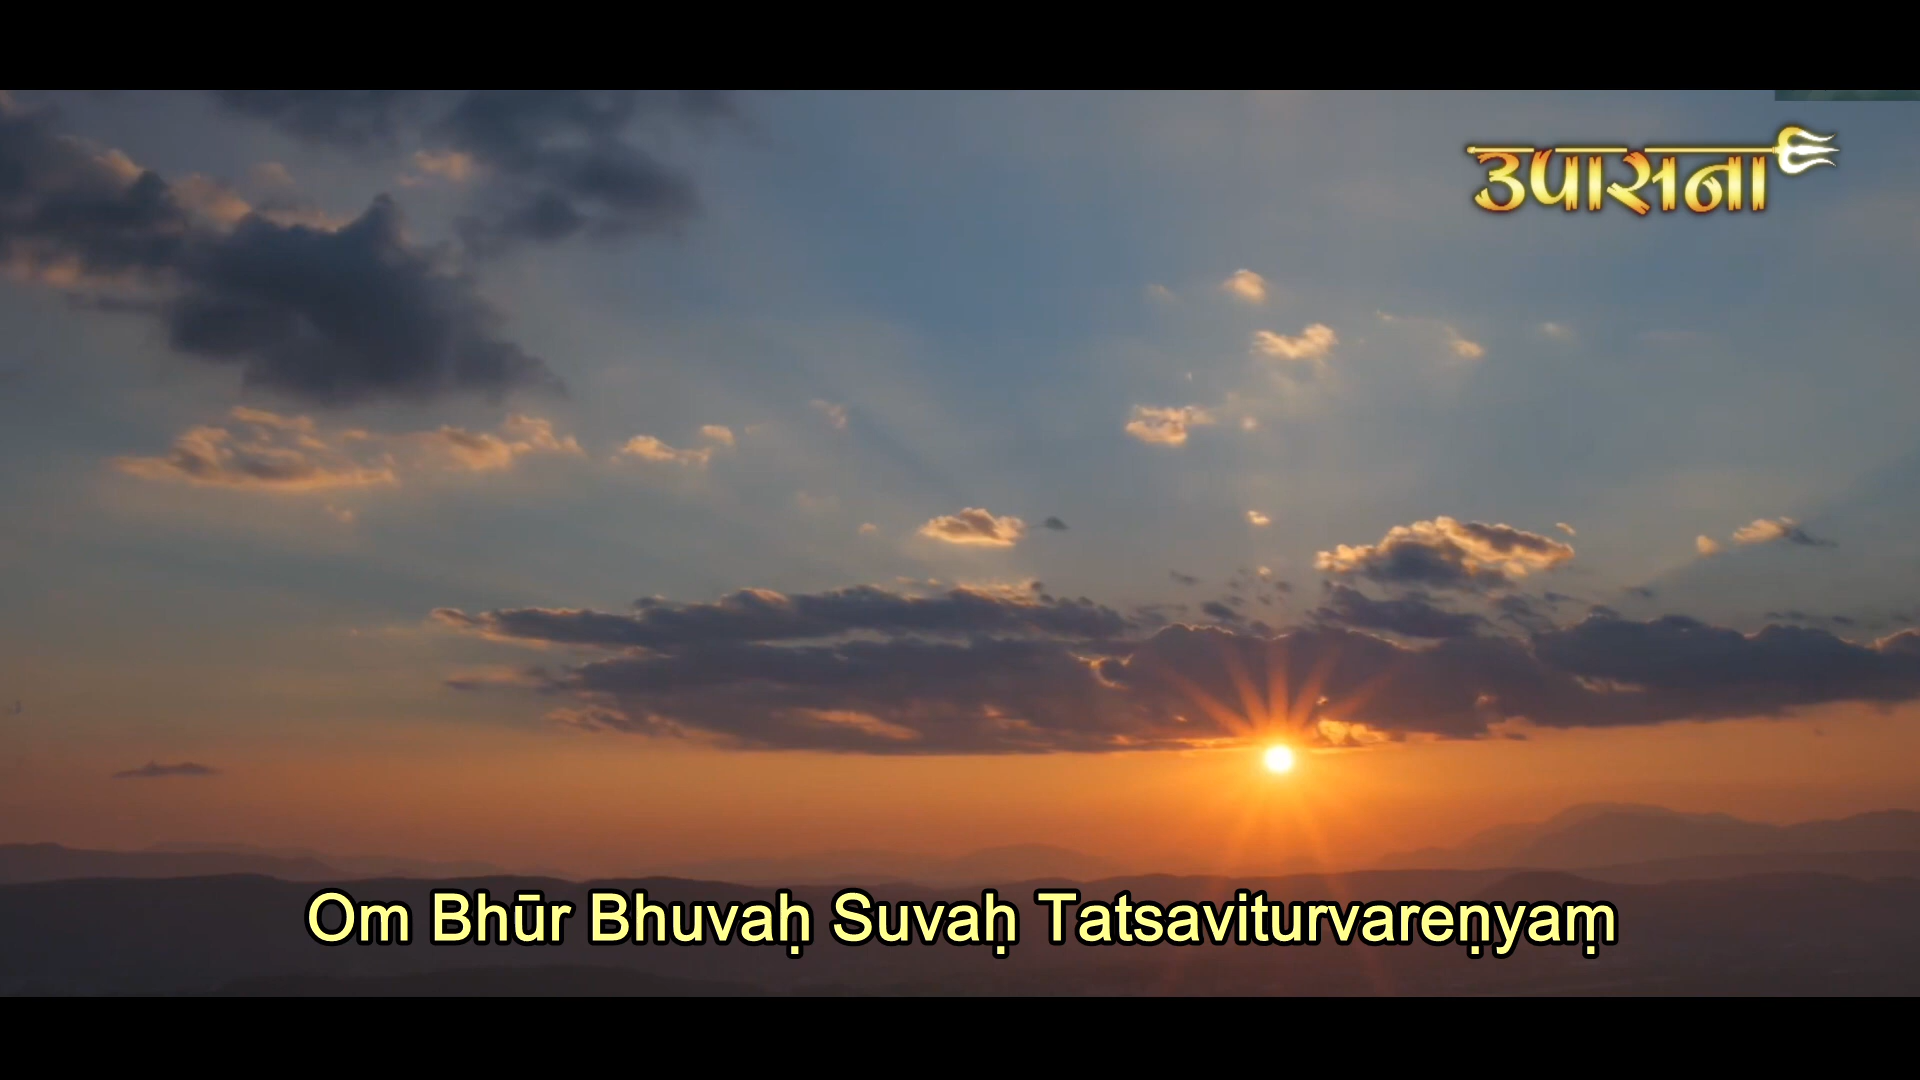 उपासना
Om Bhūr Bhuvaḥ Suvaḥ Tatsaviturvareṇyaṃ